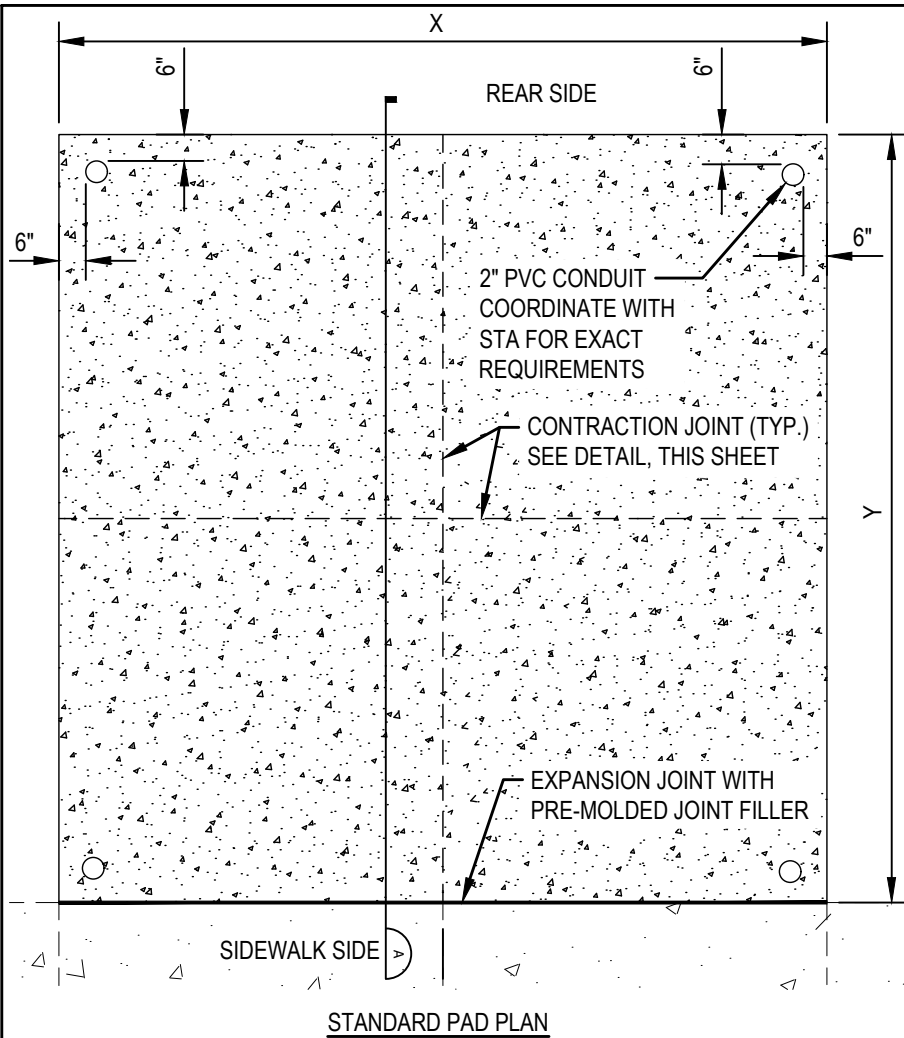 X
6"
6"
REAR SIDE
6"
6"
2" PVC CONDUIT
COORDINATE WITH
STA FOR EXACT
REQUIREMENTS
CONTRACTION JOINT (TYP.)
SEE DETAIL, THIS SHEET
Y
EXPANSION JOINT WITH
PRE-MOLDED JOINT FILLER
SIDEWALK SIDE
A
STANDARD PAD PLAN